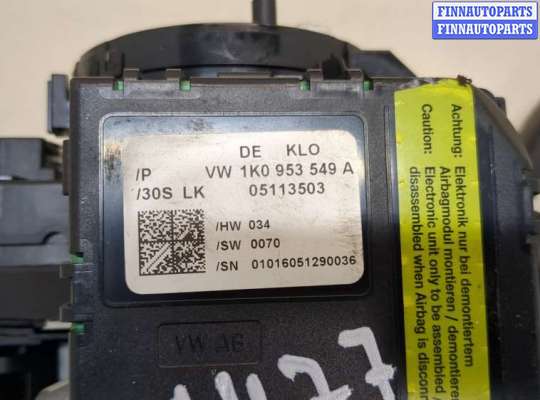 FINNAUTOPARTS
FINNAUTOPARTS
DE KLO
/P VW 1K0 953 549 A
/30S LK 05113503
/HW 034
/SW 0070
/SN 01016051290036
VW AG
Achtung: Elektronik nur bei demontiertem
Airbagmodul montieren / demontieren
Caution: Electronic unit only to be assembled /
disassembled when Airbag is